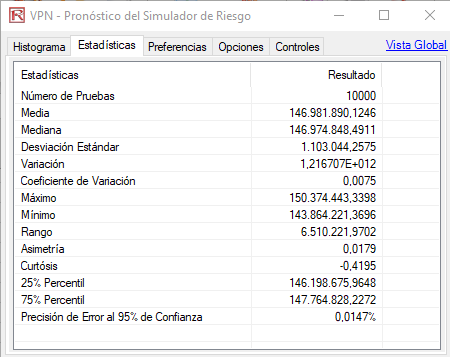 VPN - Pronóstico del Simulador de Riesgo
Histograma Estadísticas Preferencias Opciones Controles Vista Global
Estadísticas Resultado
Número de Pruebas 10000
Media 146.981.890,1246
Mediana 146.974.848,4911
Desviación Estándar 1.103.044,2575
Variación 1,216707E+012
Coeficiente de Variación 0,0075
Máximo 150.374.443,3398
Mínimo 143.864.221,3696
Rango 6.510.221,9702
Asimetría 0,0179
Curtósis -0,4195
25% Percentil 146.198.675,9648
75% Percentil 147.764.828,2272
Precisión de Error al 95% de Confianza 0,0147%